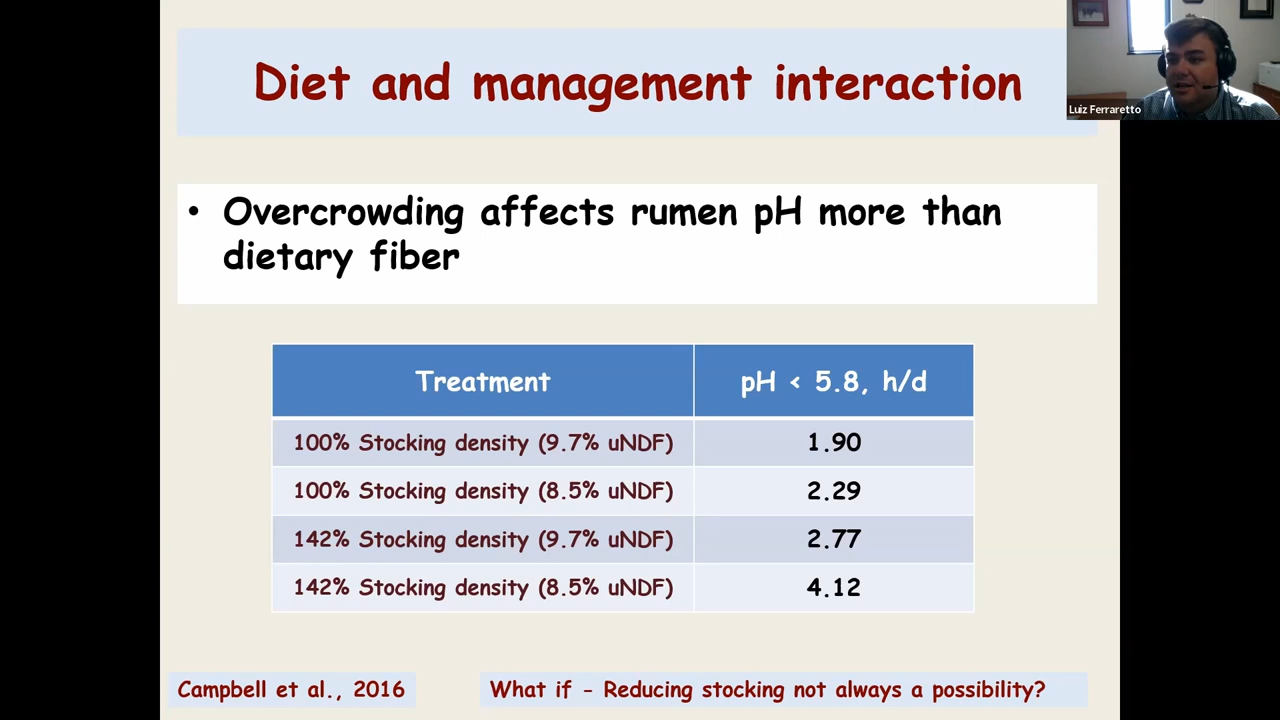 Diet and management interaction
Luiz Ferraretto
• Overcrowding affects rumen pH more than
dietary fiber
Treatment
pH < 5.8, h/d
100% Stocking density (9.7% uNDF)
1.90
100% Stocking density (8.5% uNDF)
2.29
142% Stocking density (9.7% uNDF)
2.77
142% Stocking density (8.5% uNDF)
4.12
Campbell et al., 2016
What if - Reducing stocking not always a possibility?